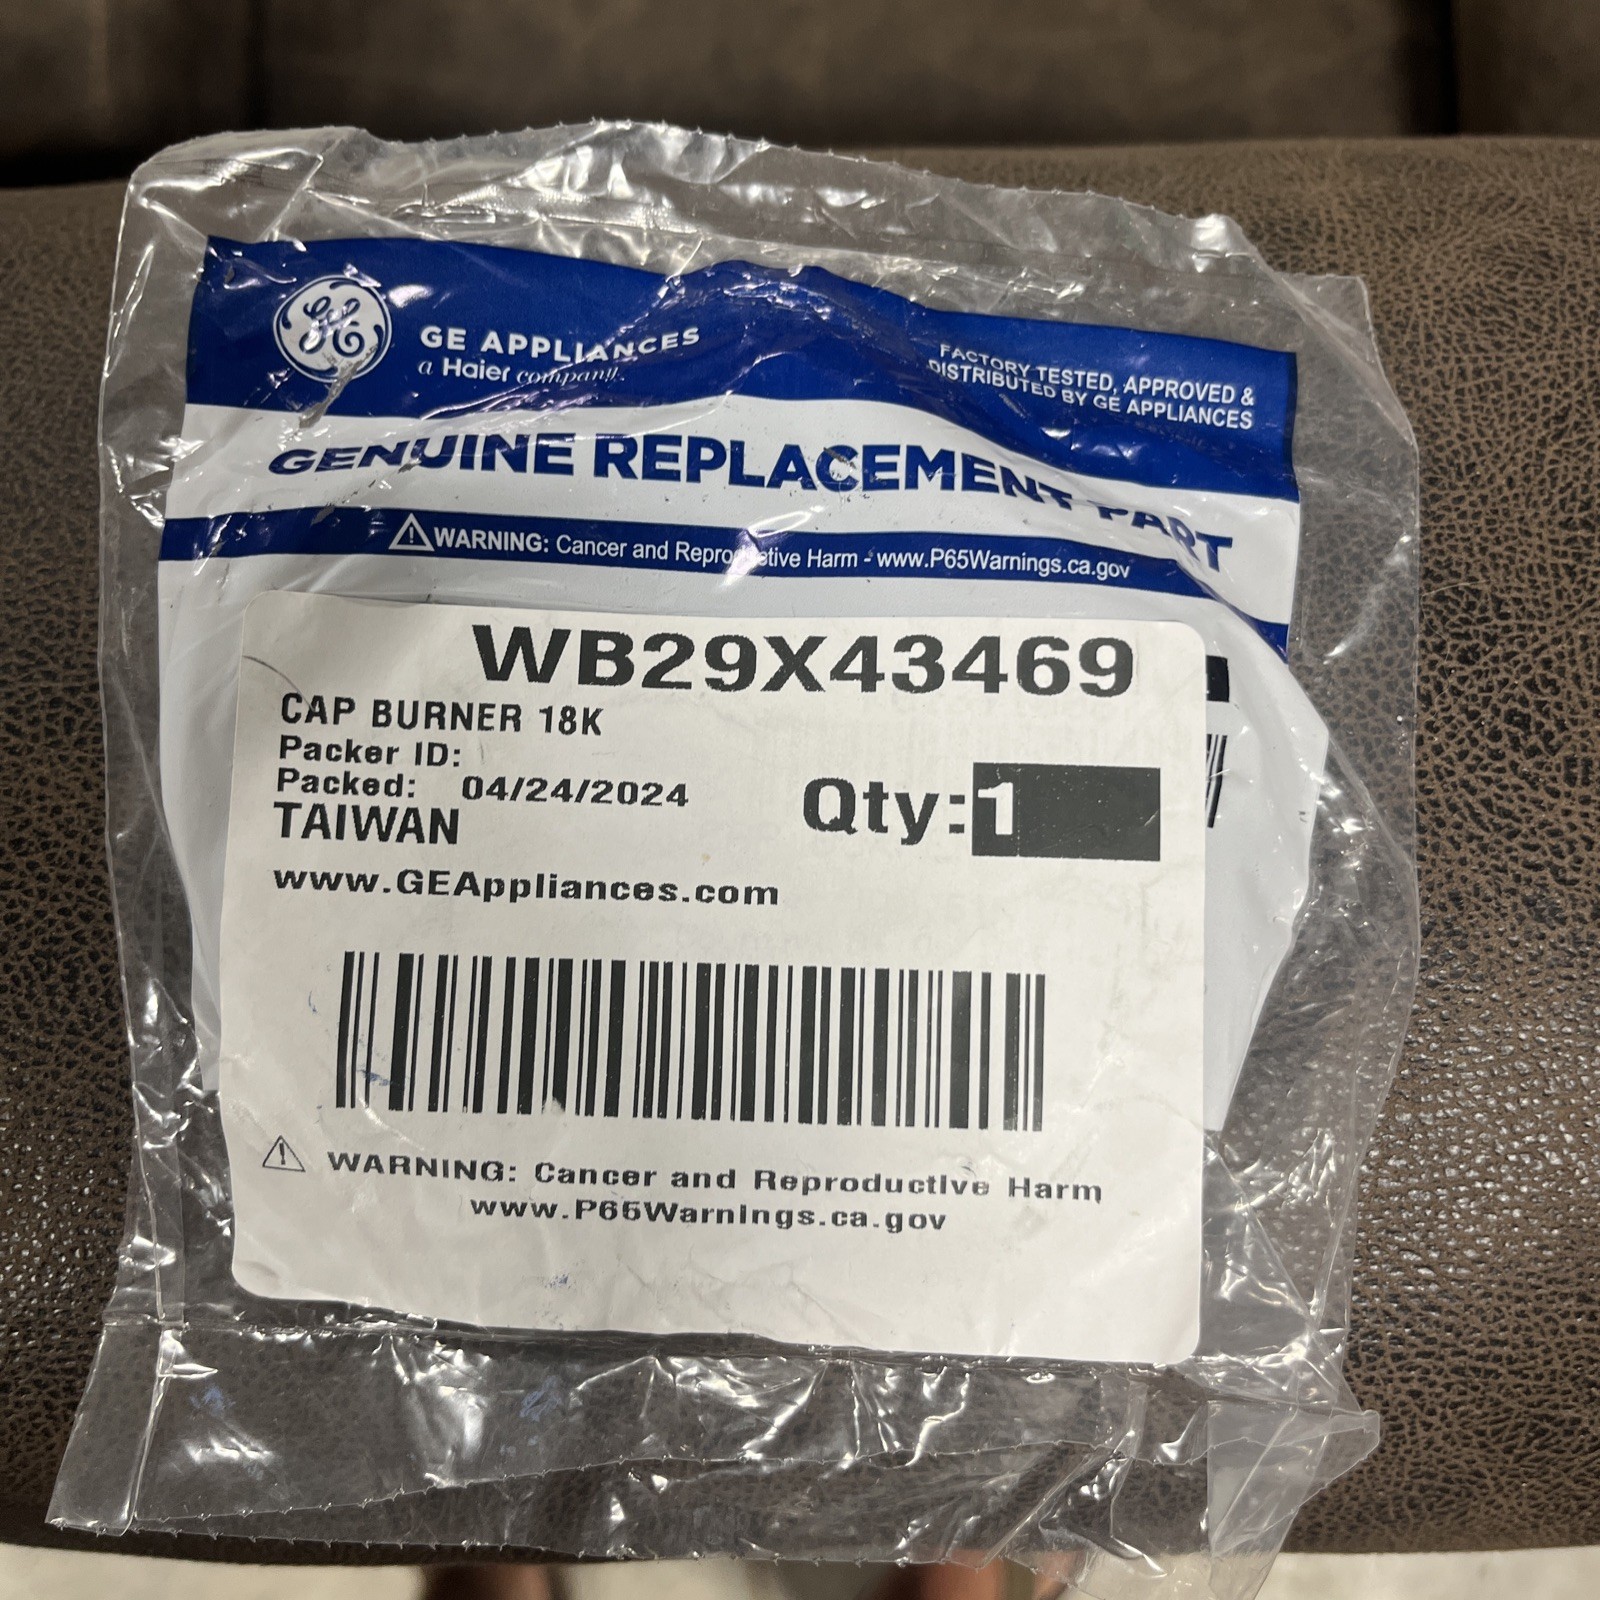 GE APPLIANCES
a Haier company
FACTORY TESTED, APPROVED &
DISTRIBUTED BY GE APPLIANCES
GENUINE REPLACEMENT PART
WARNING: Cancer and Reproductive Harm - www.P65Warnings.ca.gov
WB29X43469
CAP BURNER 18K
Packer ID:
Packed: 04/24/2024
TAIWAN
Qty:1
www.GEAppliances.com
WARNING: Cancer and Reproductive Harm
www.P65Warnings.ca.gov